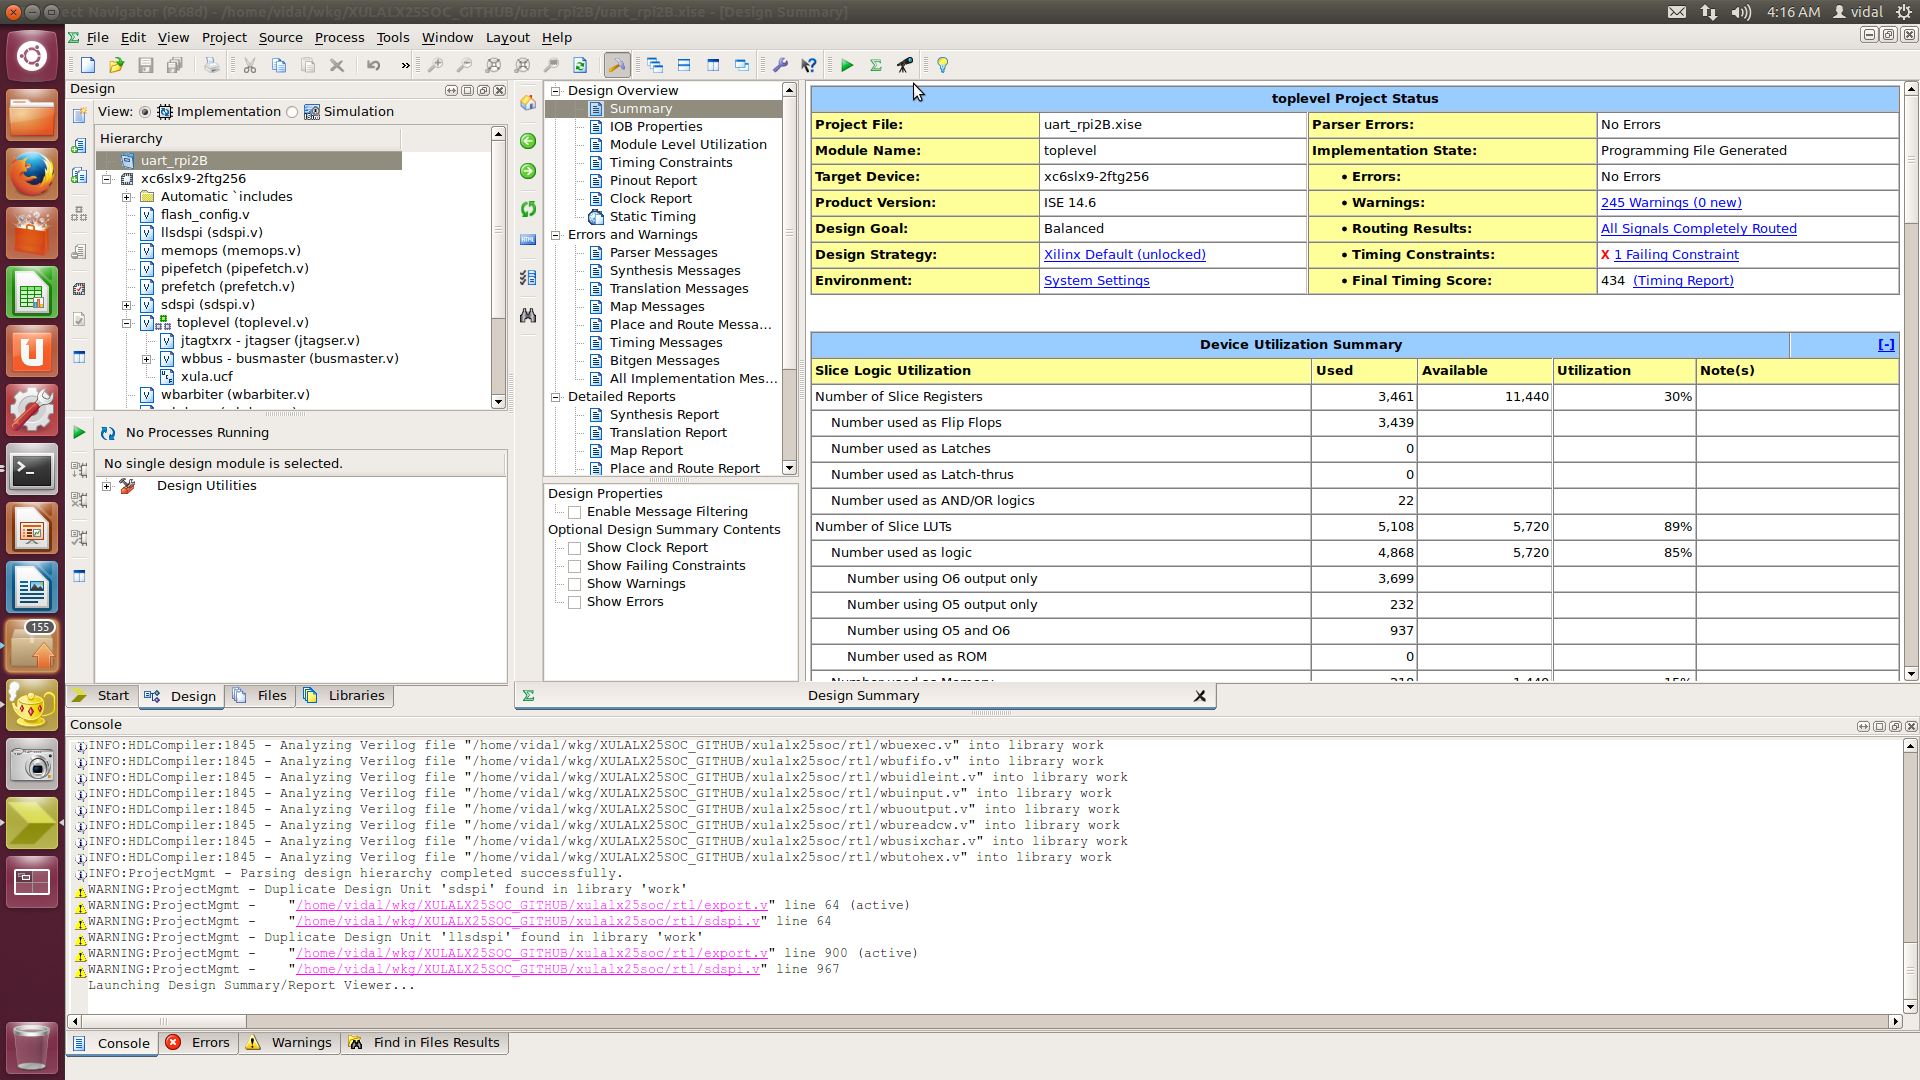 ect Navigator (P.68d) - /home/vidal/wkg/XULALX25SOC_GITHUB/uart_rpi2B/uart_rpi2B.xise - [Design Summary]
4:16 AM vidal
File Edit View Project Source Process Tools Window Layout Help
Design
View: Implementation Simulation
Hierarchy
uart_rpi2B
xc6slx9-2ftg256
Automatic `includes
flash_config.v
llsdspi (sdspi.v)
memops (memops.v)
pipefetch (pipefetch.v)
prefetch (prefetch.v)
sdspi (sdspi.v)
toplevel (toplevel.v)
jtagtxrx - jtagser (jtagser.v)
wbbus - busmaster (busmaster.v)
xula.ucf
wbarbiter (wbarbiter.v)
No Processes Running
No single design module is selected.
Design Utilities
Start Design Files Libraries
Design Overview
Summary
IOB Properties
Module Level Utilization
Timing Constraints
Pinout Report
Clock Report
Static Timing
Errors and Warnings
Parser Messages
Synthesis Messages
Translation Messages
Map Messages
Place and Route Messa...
Timing Messages
Bitgen Messages
All Implementation Mes...
Detailed Reports
Synthesis Report
Translation Report
Map Report
Place and Route Report
Design Properties
Enable Message Filtering
Optional Design Summary Contents
Show Clock Report
Show Failing Constraints
Show Warnings
Show Errors
toplevel Project Status
Project File: uart_rpi2B.xise Parser Errors: No Errors
Module Name: toplevel Implementation State: Programming File Generated
Target Device: xc6slx9-2ftg256 • Errors: No Errors
Product Version: ISE 14.6 • Warnings: 245 Warnings (0 new)
Design Goal: Balanced • Routing Results: All Signals Completely Routed
Design Strategy: Xilinx Default (unlocked) • Timing Constraints: X 1 Failing Constraint
Environment: System Settings • Final Timing Score: 434 (Timing Report)
Device Utilization Summary [-]
Slice Logic Utilization Used Available Utilization Note(s)
Number of Slice Registers 3,461 11,440 30%
Number used as Flip Flops 3,439
Number used as Latches 0
Number used as Latch-thrus 0
Number used as AND/OR logics 22
Number of Slice LUTs 5,108 5,720 89%
Number used as logic 4,868 5,720 85%
Number using O6 output only 3,699
Number using O5 output only 232
Number using O5 and O6 937
Number used as ROM 0
Design Summary
155
Console
INFO:HDLCompiler:1845 - Analyzing Verilog file "/home/vidal/wkg/XULALX25SOC_GITHUB/xulalx25soc/rtl/wbuexec.v" into library work
INFO:HDLCompiler:1845 - Analyzing Verilog file "/home/vidal/wkg/XULALX25SOC_GITHUB/xulalx25soc/rtl/wbufifo.v" into library work
INFO:HDLCompiler:1845 - Analyzing Verilog file "/home/vidal/wkg/XULALX25SOC_GITHUB/xulalx25soc/rtl/wbuidleint.v" into library work
INFO:HDLCompiler:1845 - Analyzing Verilog file "/home/vidal/wkg/XULALX25SOC_GITHUB/xulalx25soc/rtl/wbuinput.v" into library work
INFO:HDLCompiler:1845 - Analyzing Verilog file "/home/vidal/wkg/XULALX25SOC_GITHUB/xulalx25soc/rtl/wbuoutput.v" into library work
INFO:HDLCompiler:1845 - Analyzing Verilog file "/home/vidal/wkg/XULALX25SOC_GITHUB/xulalx25soc/rtl/wbureadcw.v" into library work
INFO:HDLCompiler:1845 - Analyzing Verilog file "/home/vidal/wkg/XULALX25SOC_GITHUB/xulalx25soc/rtl/wbusixchar.v" into library work
INFO:HDLCompiler:1845 - Analyzing Verilog file "/home/vidal/wkg/XULALX25SOC_GITHUB/xulalx25soc/rtl/wbutohex.v" into library work
INFO:ProjectMgmt - Parsing design hierarchy completed successfully.
WARNING:ProjectMgmt - Duplicate Design Unit 'sdspi' found in library 'work'
WARNING:ProjectMgmt - "/home/vidal/wkg/XULALX25SOC_GITHUB/xulalx25soc/rtl/export.v" line 64 (active)
WARNING:ProjectMgmt - "/home/vidal/wkg/XULALX25SOC_GITHUB/xulalx25soc/rtl/sdspi.v" line 64
WARNING:ProjectMgmt - Duplicate Design Unit 'llsdspi' found in library 'work'
WARNING:ProjectMgmt - "/home/vidal/wkg/XULALX25SOC_GITHUB/xulalx25soc/rtl/export.v" line 900 (active)
WARNING:ProjectMgmt - "/home/vidal/wkg/XULALX25SOC_GITHUB/xulalx25soc/rtl/sdspi.v" line 967
Launching Design Summary/Report Viewer...
Console Errors Warnings Find in Files Results